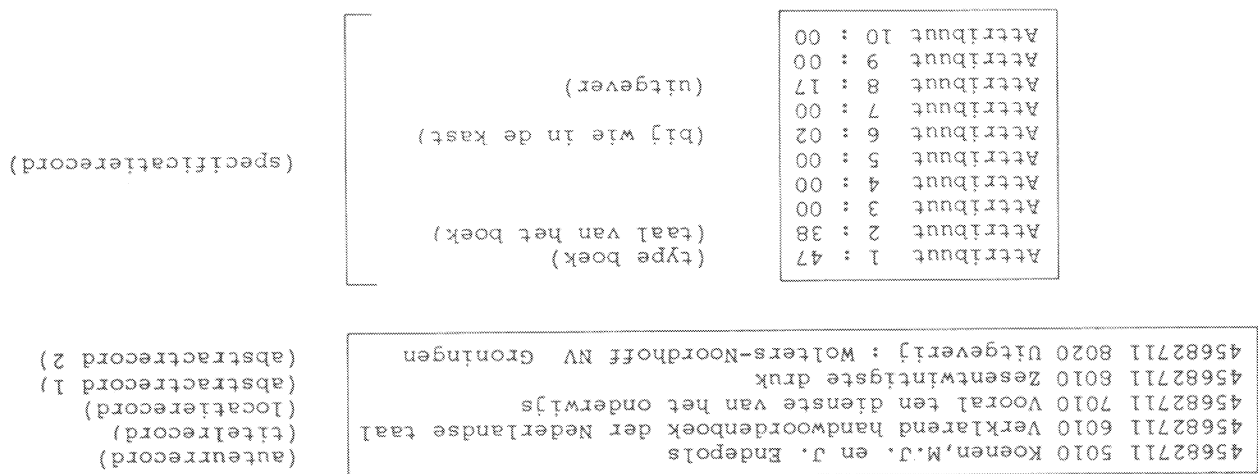 45682711 5010 Koenen,M.J. en J. Endepols (auteurrecord)
45682711 6010 Verklarend handwoordenboek der Nederlandse taal (titelrecord)
45682711 7010 Vooral ten dienste van het onderwijs (locatierecord)
45682711 8010 Zesentwintigste druk (abstractrecord 1)
45682711 8020 Uitgeverij : Wolters-Noordhoff NV Groningen (abstractrecord 2)
Attribuut 1 : 47 (type boek)
Attribuut 2 : 38 (taal van het boek)
Attribuut 3 : 00
Attribuut 4 : 00
Attribuut 5 : 00 (specificatierecord)
Attribuut 6 : 02 (bij wie in de kast)
Attribuut 7 : 00
Attribuut 8 : 17 (uitgever)
Attribuut 9 : 00
Attribuut 10 : 00